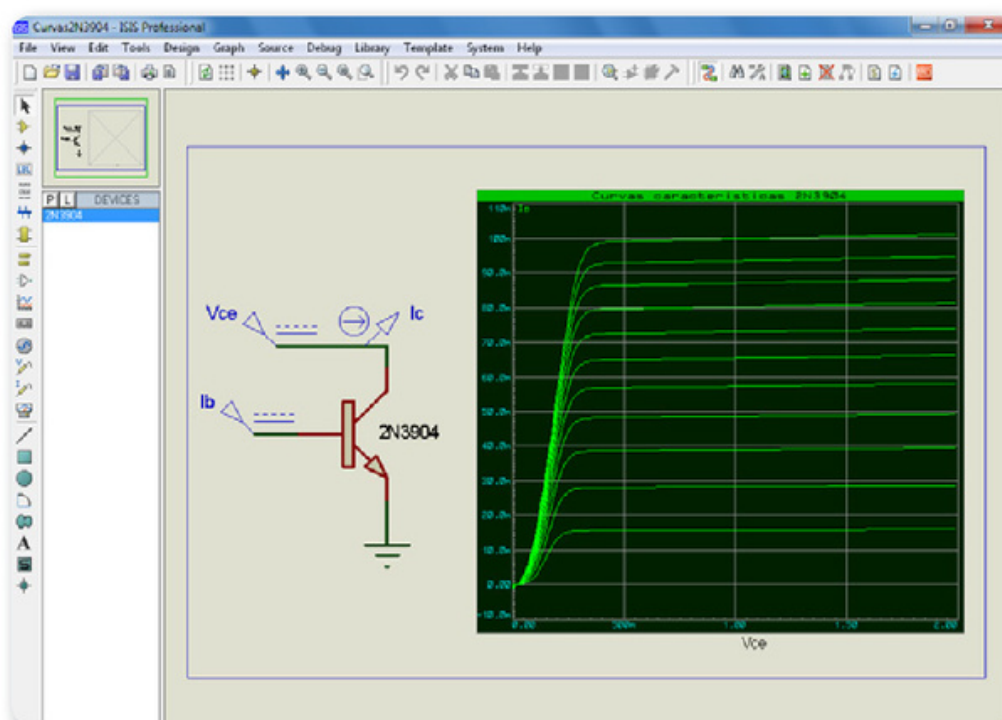 Curvas2N3904 - ISIS Professional
File View Edit Tools Design Graph Source Debug Library Template System Help
P L DEVICES
2N3904
Vce
Ic
Ib
2N3904
Curvas caracteristicas 2N3904
110m Ic
100m
90.0m
80.0m
70.0m
60.0m
50.0m
40.0m
30.0m
20.0m
10.0m
0.00
-10.0m
0.00 500m 1.00 1.50 2.00
Vce
A